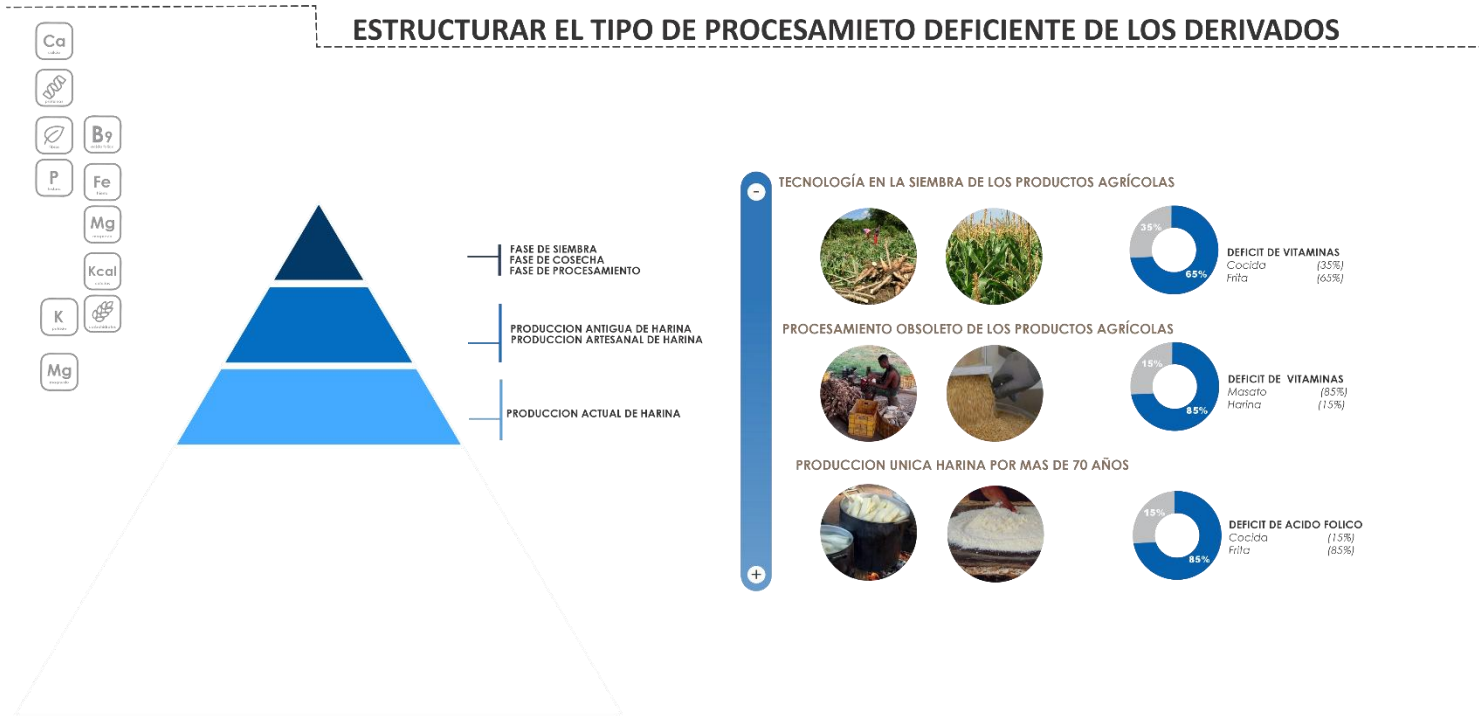 ESTRUCTURAR EL TIPO DE PROCESAMIETO DEFICIENTE DE LOS DERIVADOS
Ca
B9
P
Fe
Mg
Kcal
K
Mg
FASE DE SIEMBRA
FASE DE COSECHA
FASE DE PROCESAMIENTO
PRODUCCION ANTIGUA DE HARINA
PRODUCCION ARTESANAL DE HARINA
PRODUCCION ACTUAL DE HARINA
-
TECNOLOGÍA EN LA SIEMBRA DE LOS PRODUCTOS AGRÍCOLAS
35%
65%
DEFICIT DE VITAMINAS
Cocida (35%)
Frita (65%)
PROCESAMIENTO OBSOLETO DE LOS PRODUCTOS AGRÍCOLAS
15%
85%
DEFICIT DE VITAMINAS
Masato (85%)
Harina (15%)
PRODUCCION UNICA HARINA POR MAS DE 70 AÑOS
15%
85%
DEFICIT DE ACIDO FOLICO
Cocida (15%)
Frita (85%)
+